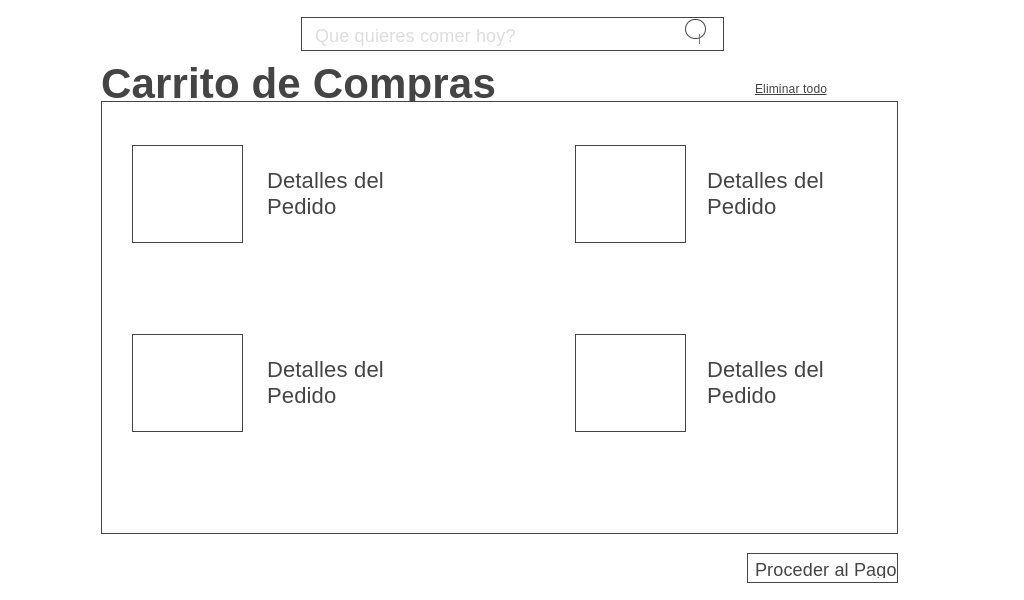 Que quieres comer hoy?
Carrito de Compras
Eliminar todo
Detalles del
Pedido
Detalles del
Pedido
Detalles del
Pedido
Detalles del
Pedido
Proceder al Pago